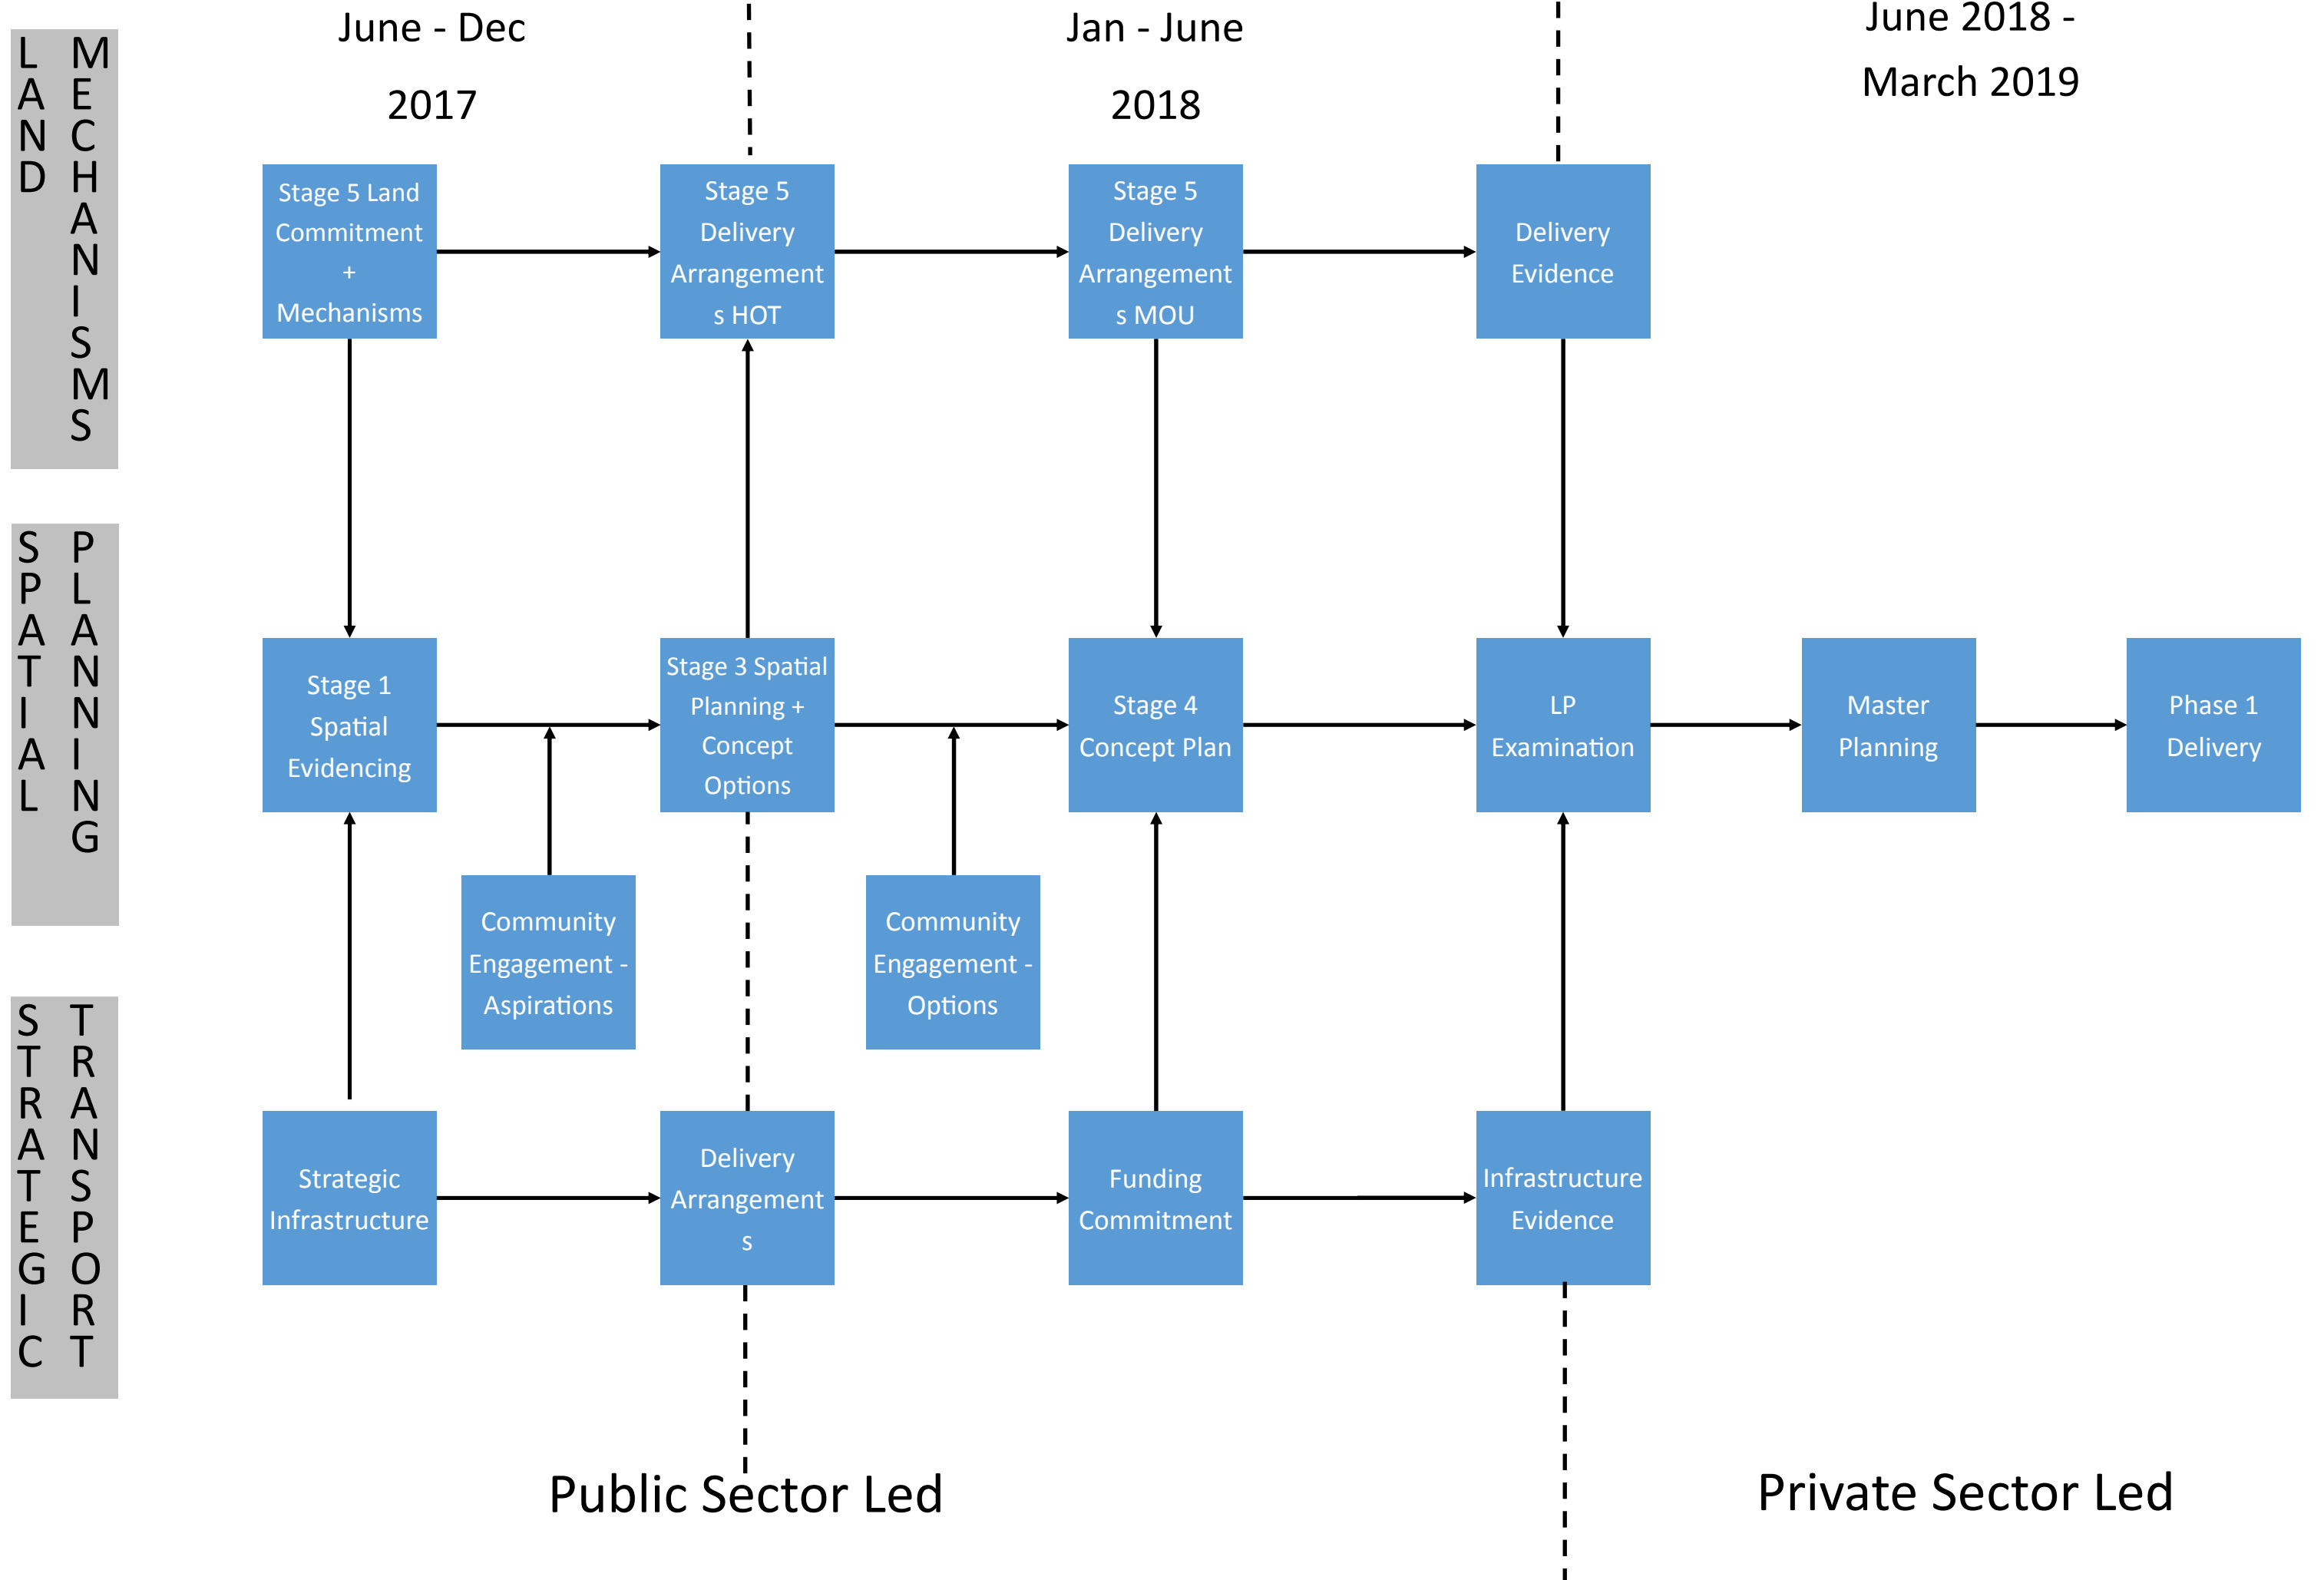 June - Dec
2017
Jan - June
2018
June 2018 -
March 2019
LAND
MECHANISMS
Stage 5 Land
Commitment
+
Mechanisms
Stage 5
Delivery
Arrangement
s HOT
Stage 5
Delivery
Arrangement
s MOU
Delivery
Evidence
SPATIAL
PLANNING
Stage 1
Spatial
Evidencing
Stage 3 Spatial
Planning +
Concept
Options
Stage 4
Concept Plan
LP
Examination
Master
Planning
Phase 1
Delivery
Community
Engagement -
Aspirations
Community
Engagement -
Options
STRATEGIC
TRANSPORT
Strategic
Infrastructure
Delivery
Arrangement
s
Funding
Commitment
Infrastructure
Evidence
Public Sector Led
Private Sector Led